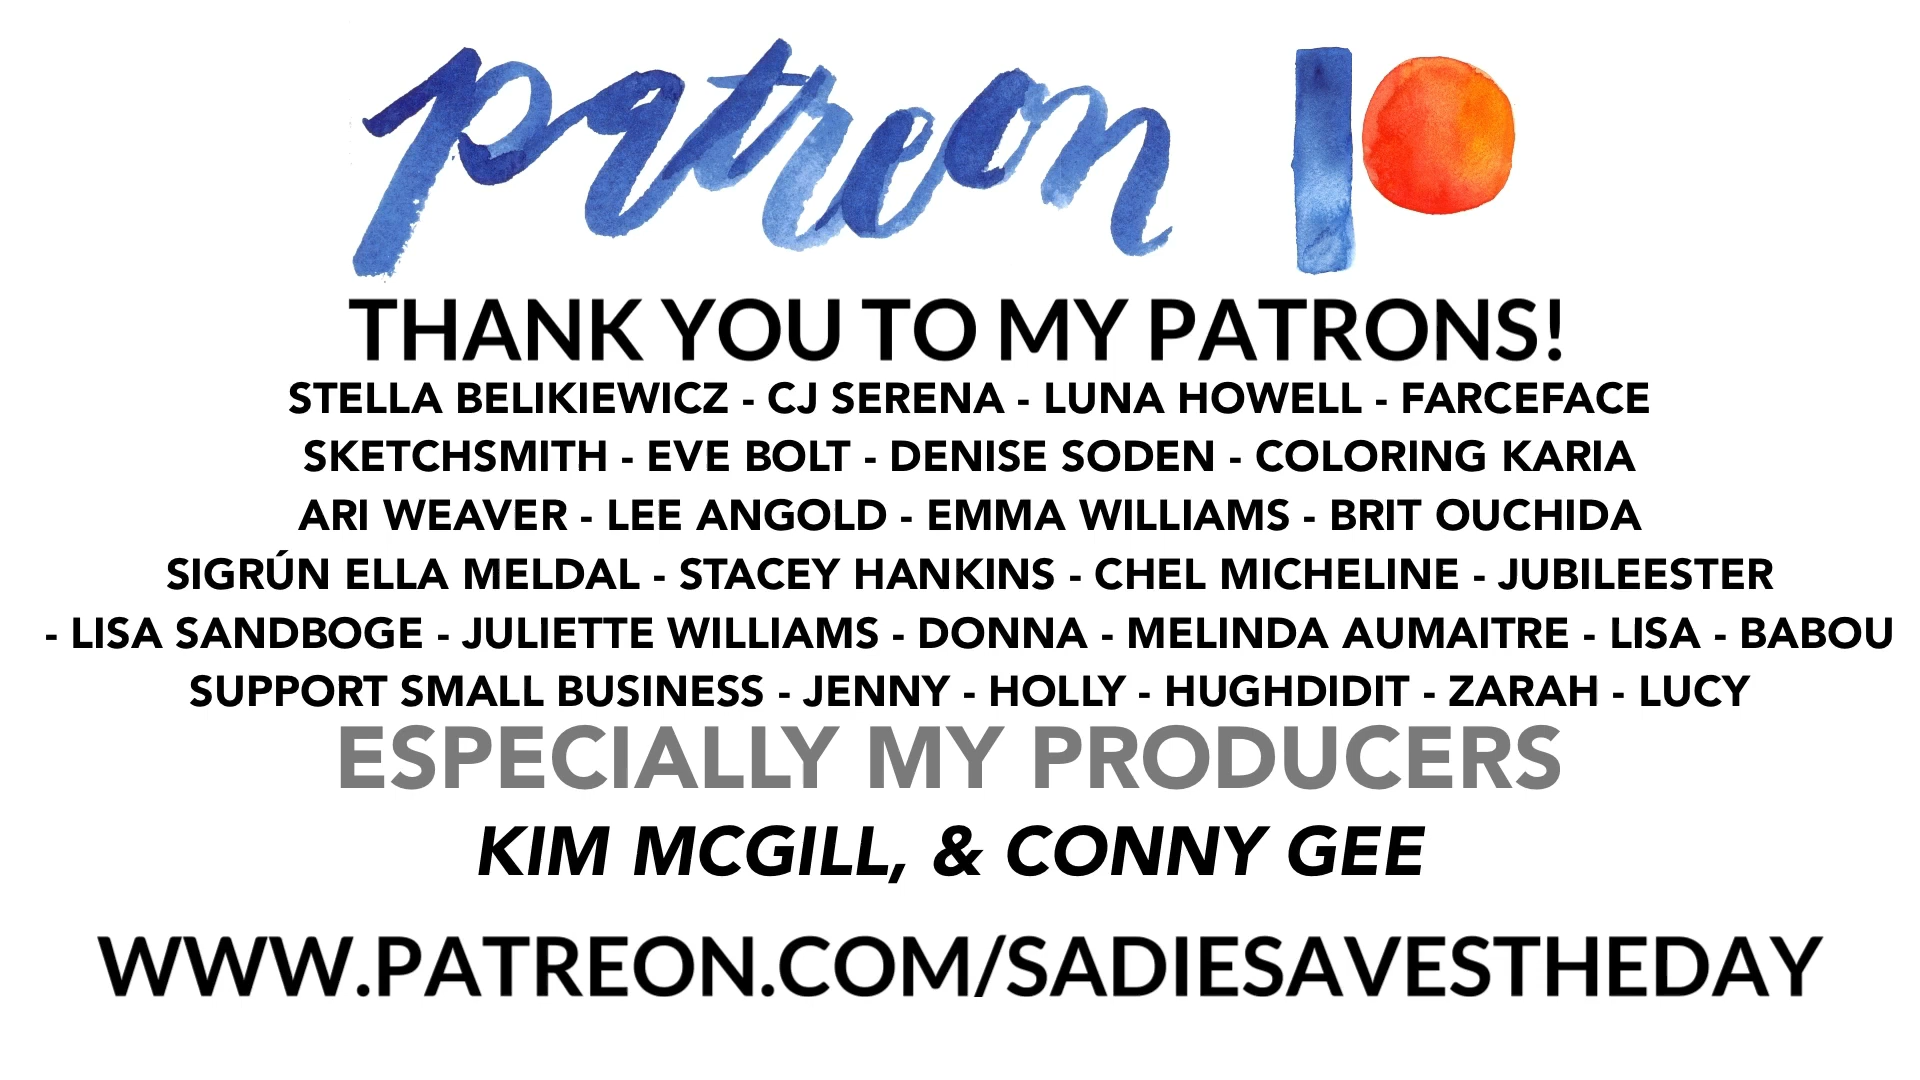 patreon
THANK YOU TO MY PATRONS!
STELLA BELIKIEWICZ - CJ SERENA - LUNA HOWELL - FARCEFACE
SKETCHSMITH - EVE BOLT - DENISE SODEN - COLORING KARIA
ARI WEAVER - LEE ANGOLD - EMMA WILLIAMS - BRIT OUCHIDA
SIGRÚN ELLA MELDAL - STACEY HANKINS - CHEL MICHELINE - JUBILEESTER
- LISA SANDBOGE - JULIETTE WILLIAMS - DONNA - MELINDA AUMAITRE - LISA - BABOU
SUPPORT SMALL BUSINESS - JENNY - HOLLY - HUGHDIDIT - ZARAH - LUCY
ESPECIALLY MY PRODUCERS
KIM MCGILL, & CONNY GEE
WWW.PATREON.COM/SADIESAVESTHEDAY